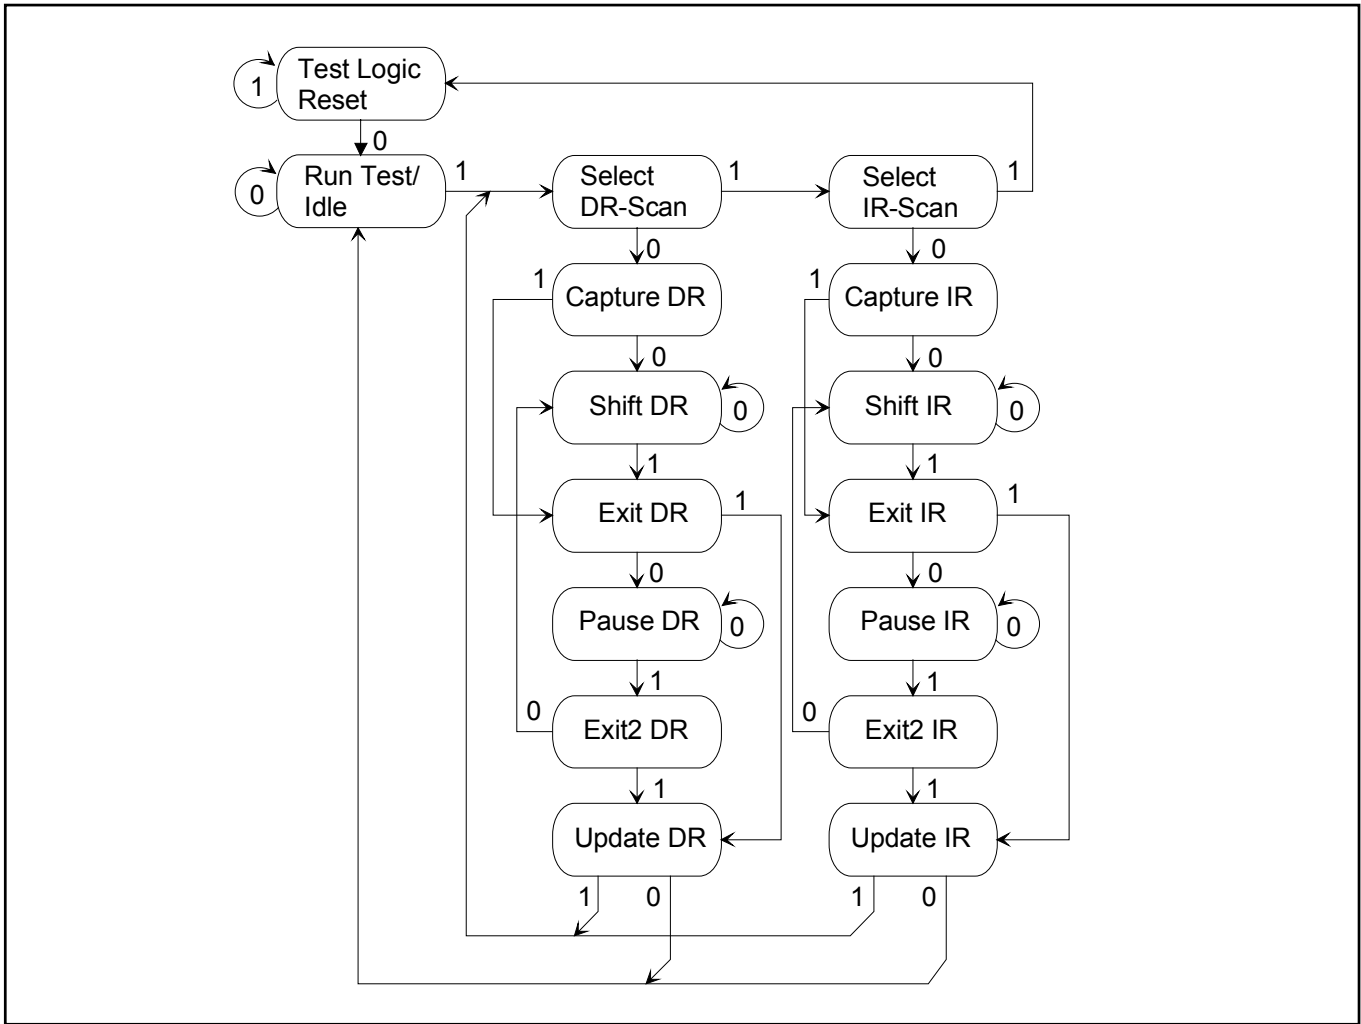 Test Logic
Reset
1
0
Run Test/
Idle
0
1
Select
DR-Scan
1
Select
IR-Scan
1
0
0
1
Capture DR
1
Capture IR
0
0
Shift DR
0
Shift IR
0
1
1
Exit DR
1
Exit IR
1
0
0
Pause DR
0
Pause IR
0
1
1
0
Exit2 DR
0
Exit2 IR
1
1
Update DR
Update IR
1
0
1
0